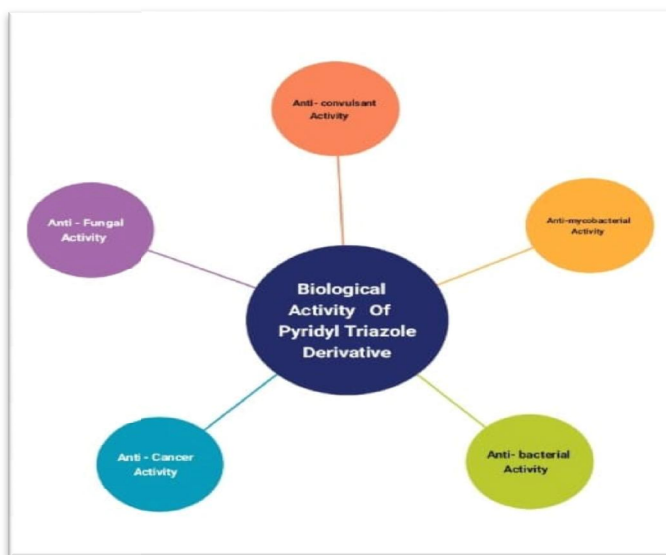 Anti - convulsant
Activity
Anti - Fungal
Activity
Anti-mycobacterial
Activity
Biological
Activity Of
Pyridyl Triazole
Derivative
Anti - Cancer
Activity
Anti- bacterial
Activity